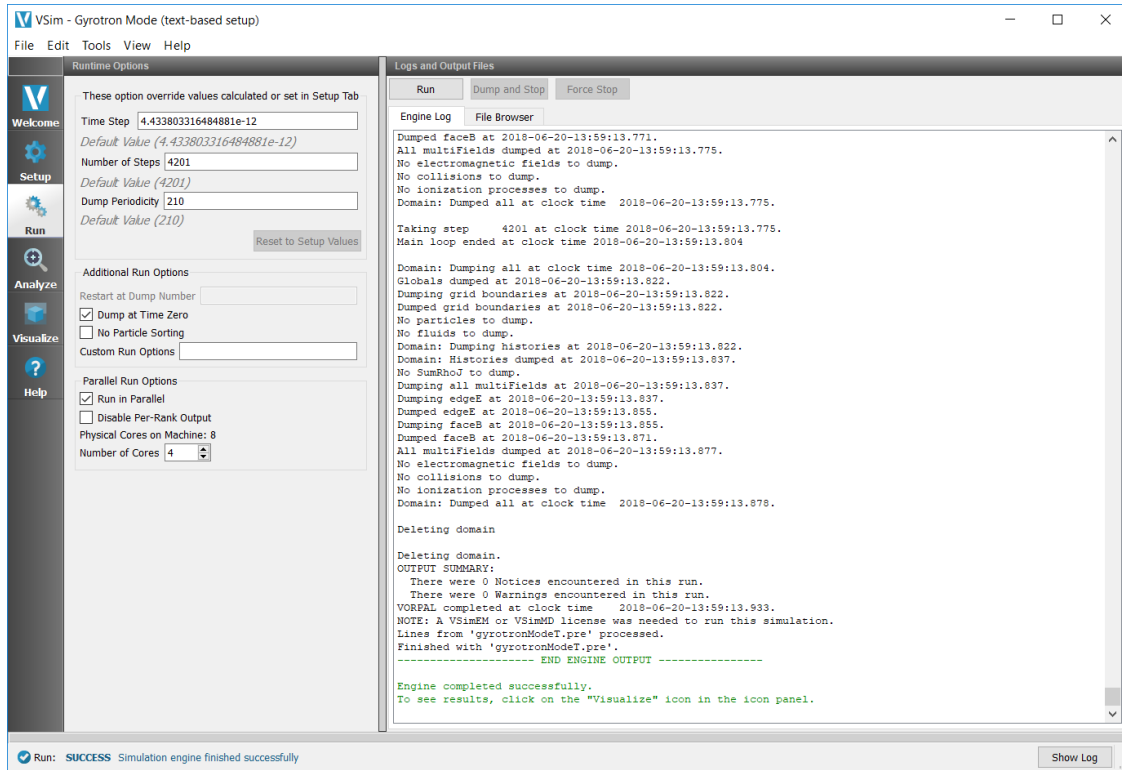 VSim - Gyrotron Mode (text-based setup)
File Edit Tools View Help
Runtime Options
Welcome
Setup
Run
Analyze
Visualize
Help
These option override values calculated or set in Setup Tab
Time Step 4.433803316484881e-12
Default Value (4.433803316484881e-12)
Number of Steps 4201
Default Value (4201)
Dump Periodicity 210
Default Value (210)
Reset to Setup Values
Additional Run Options
Restart at Dump Number
Dump at Time Zero
No Particle Sorting
Custom Run Options
Parallel Run Options
Run in Parallel
Disable Per-Rank Output
Physical Cores on Machine: 8
Number of Cores 4
Logs and Output Files
Run Dump and Stop Force Stop
Engine Log File Browser
Dumped faceB at 2018-06-20-13:59:13.771.
All multiFields dumped at 2018-06-20-13:59:13.775.
No electromagnetic fields to dump.
No collisions to dump.
No ionization processes to dump.
Domain: Dumped all at clock time 2018-06-20-13:59:13.775.
Taking step 4201 at clock time 2018-06-20-13:59:13.775.
Main loop ended at clock time 2018-06-20-13:59:13.804
Domain: Dumping all at clock time 2018-06-20-13:59:13.804.
Globals dumped at 2018-06-20-13:59:13.822.
Dumping grid boundaries at 2018-06-20-13:59:13.822.
Dumped grid boundaries at 2018-06-20-13:59:13.822.
No particles to dump.
No fluids to dump.
Domain: Dumping histories at 2018-06-20-13:59:13.822.
Domain: Histories dumped at 2018-06-20-13:59:13.837.
No SumRhoJ to dump.
Dumping all multiFields at 2018-06-20-13:59:13.837.
Dumping edgeE at 2018-06-20-13:59:13.837.
Dumped edgeE at 2018-06-20-13:59:13.855.
Dumping faceB at 2018-06-20-13:59:13.855.
Dumped faceB at 2018-06-20-13:59:13.871.
All multiFields dumped at 2018-06-20-13:59:13.877.
No electromagnetic fields to dump.
No collisions to dump.
No ionization processes to dump.
Domain: Dumped all at clock time 2018-06-20-13:59:13.878.
Deleting domain
Deleting domain.
OUTPUT SUMMARY:
There were 0 Notices encountered in this run.
There were 0 Warnings encountered in this run.
VORPAL completed at clock time 2018-06-20-13:59:13.933.
NOTE: A VSimEM or VSimMD license was needed to run this simulation.
Lines from 'gyrotronModeT.pre' processed.
Finished with 'gyrotronModeT.pre'.
--------------------- END ENGINE OUTPUT ----------------
Engine completed successfully.
To see results, click on the "Visualize" icon in the icon panel.
Run: SUCCESS Simulation engine finished successfully
Show Log